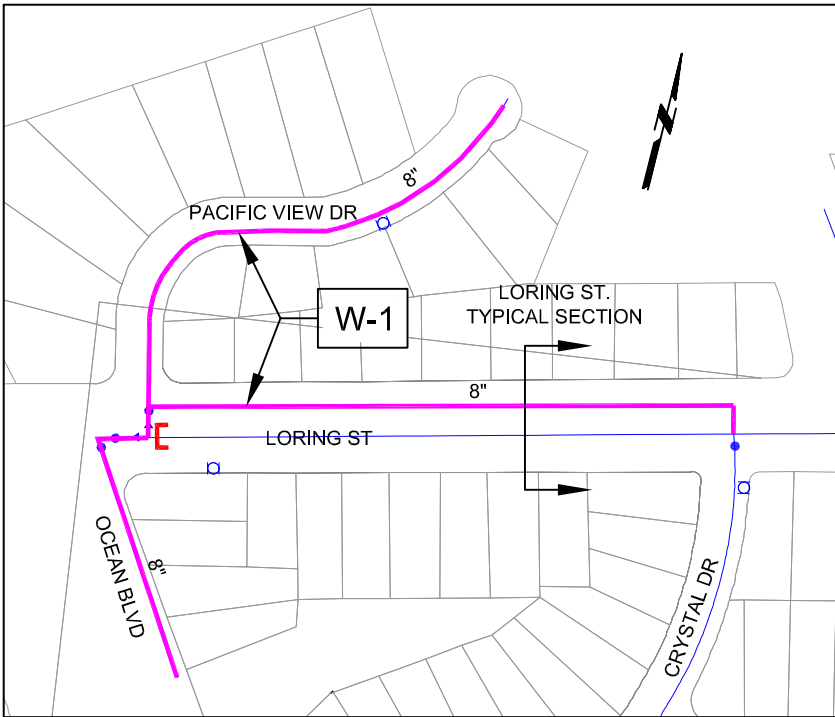 8"
PACIFIC VIEW DR
W-1
LORING ST.
TYPICAL SECTION
8"
LORING ST
OCEAN BLVD
8"
CRYSTAL DR
N